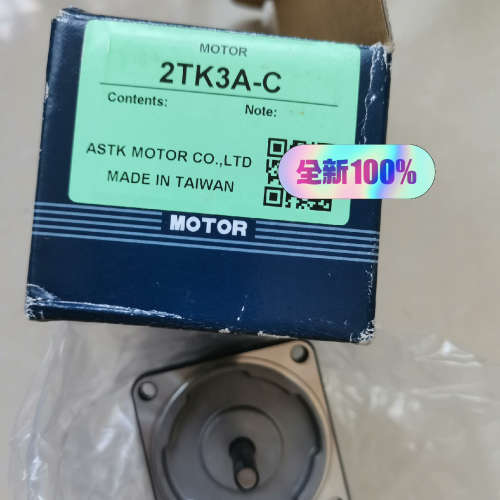 MOTOR
2TK3A-C
Contents:
Note:
ASTK MOTOR CO.,LTD
MADE IN TAIWAN
全新100%
MOTOR